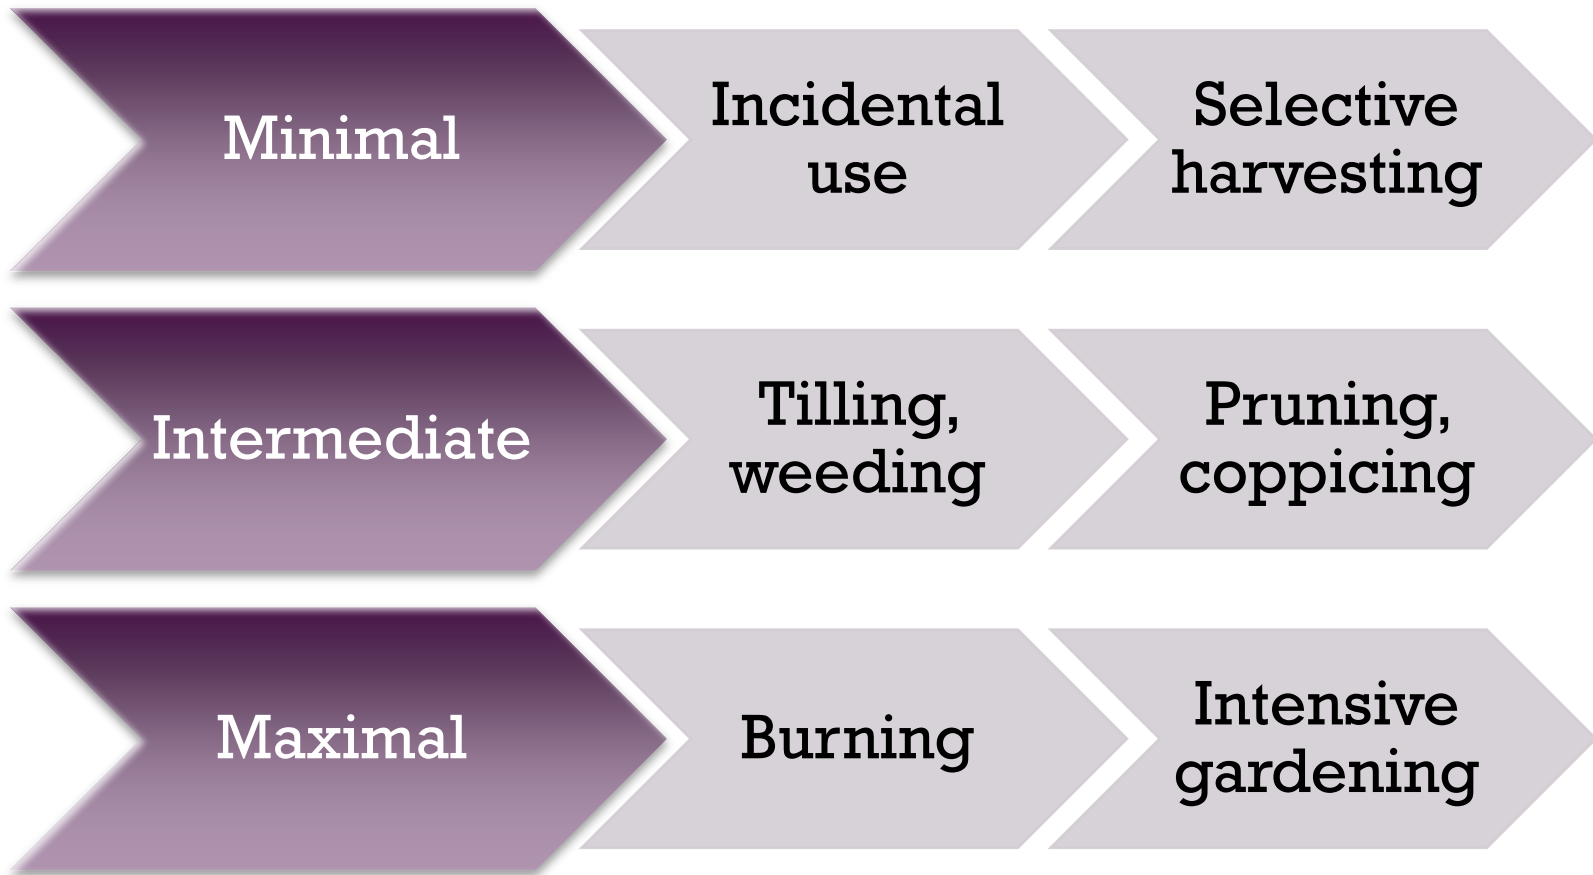 Minimal
Incidental
use
Selective
harvesting
Intermediate
Tilling,
weeding
Pruning,
coppicing
Maximal
Burning
Intensive
gardening